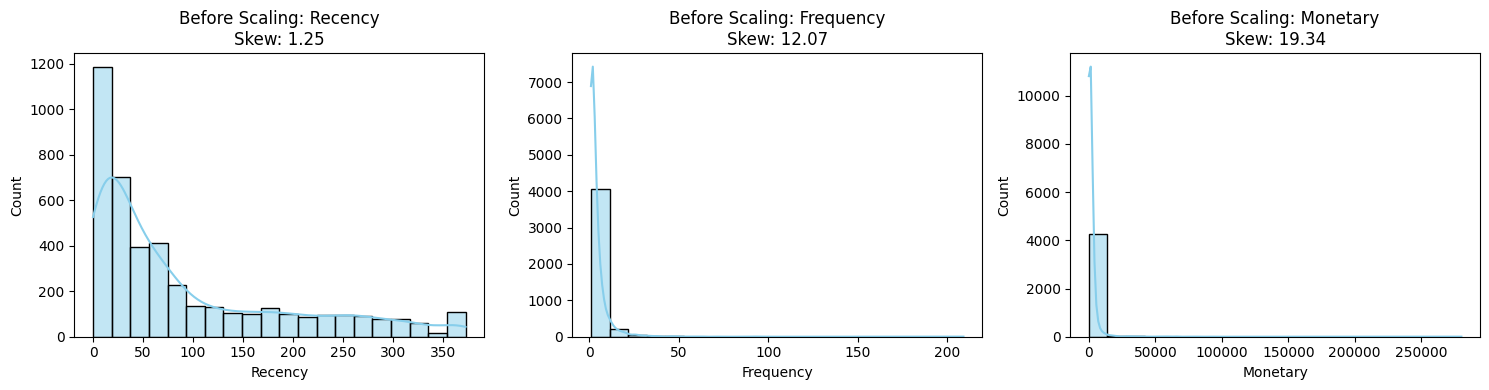 Before Scaling: Recency
Skew: 1.25
1200
1000
800
600
400
200
0
Count
0 50 100 150 200 250 300 350
Recency
Before Scaling: Frequency
Skew: 12.07
7000
6000
5000
4000
3000
2000
1000
0
Count
0 50 100 150 200
Frequency
Before Scaling: Monetary
Skew: 19.34
10000
8000
6000
4000
2000
0
Count
0 50000 100000 150000 200000 250000
Monetary